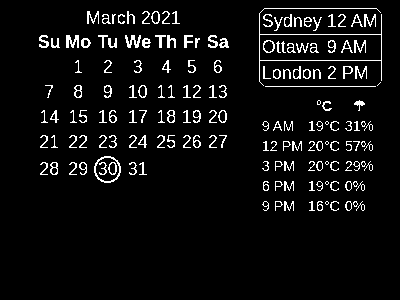 March 2021
Su Mo Tu We Th Fr Sa
1 2 3 4 5 6
7 8 9 10 11 12 13
14 15 16 17 18 19 20
21 22 23 24 25 26 27
28 29 30 31
Sydney 12 AM
Ottawa 9 AM
London 2 PM
°C ☂
9 AM 19°C 31%
12 PM 20°C 57%
3 PM 20°C 29%
6 PM 19°C 0%
9 PM 16°C 0%